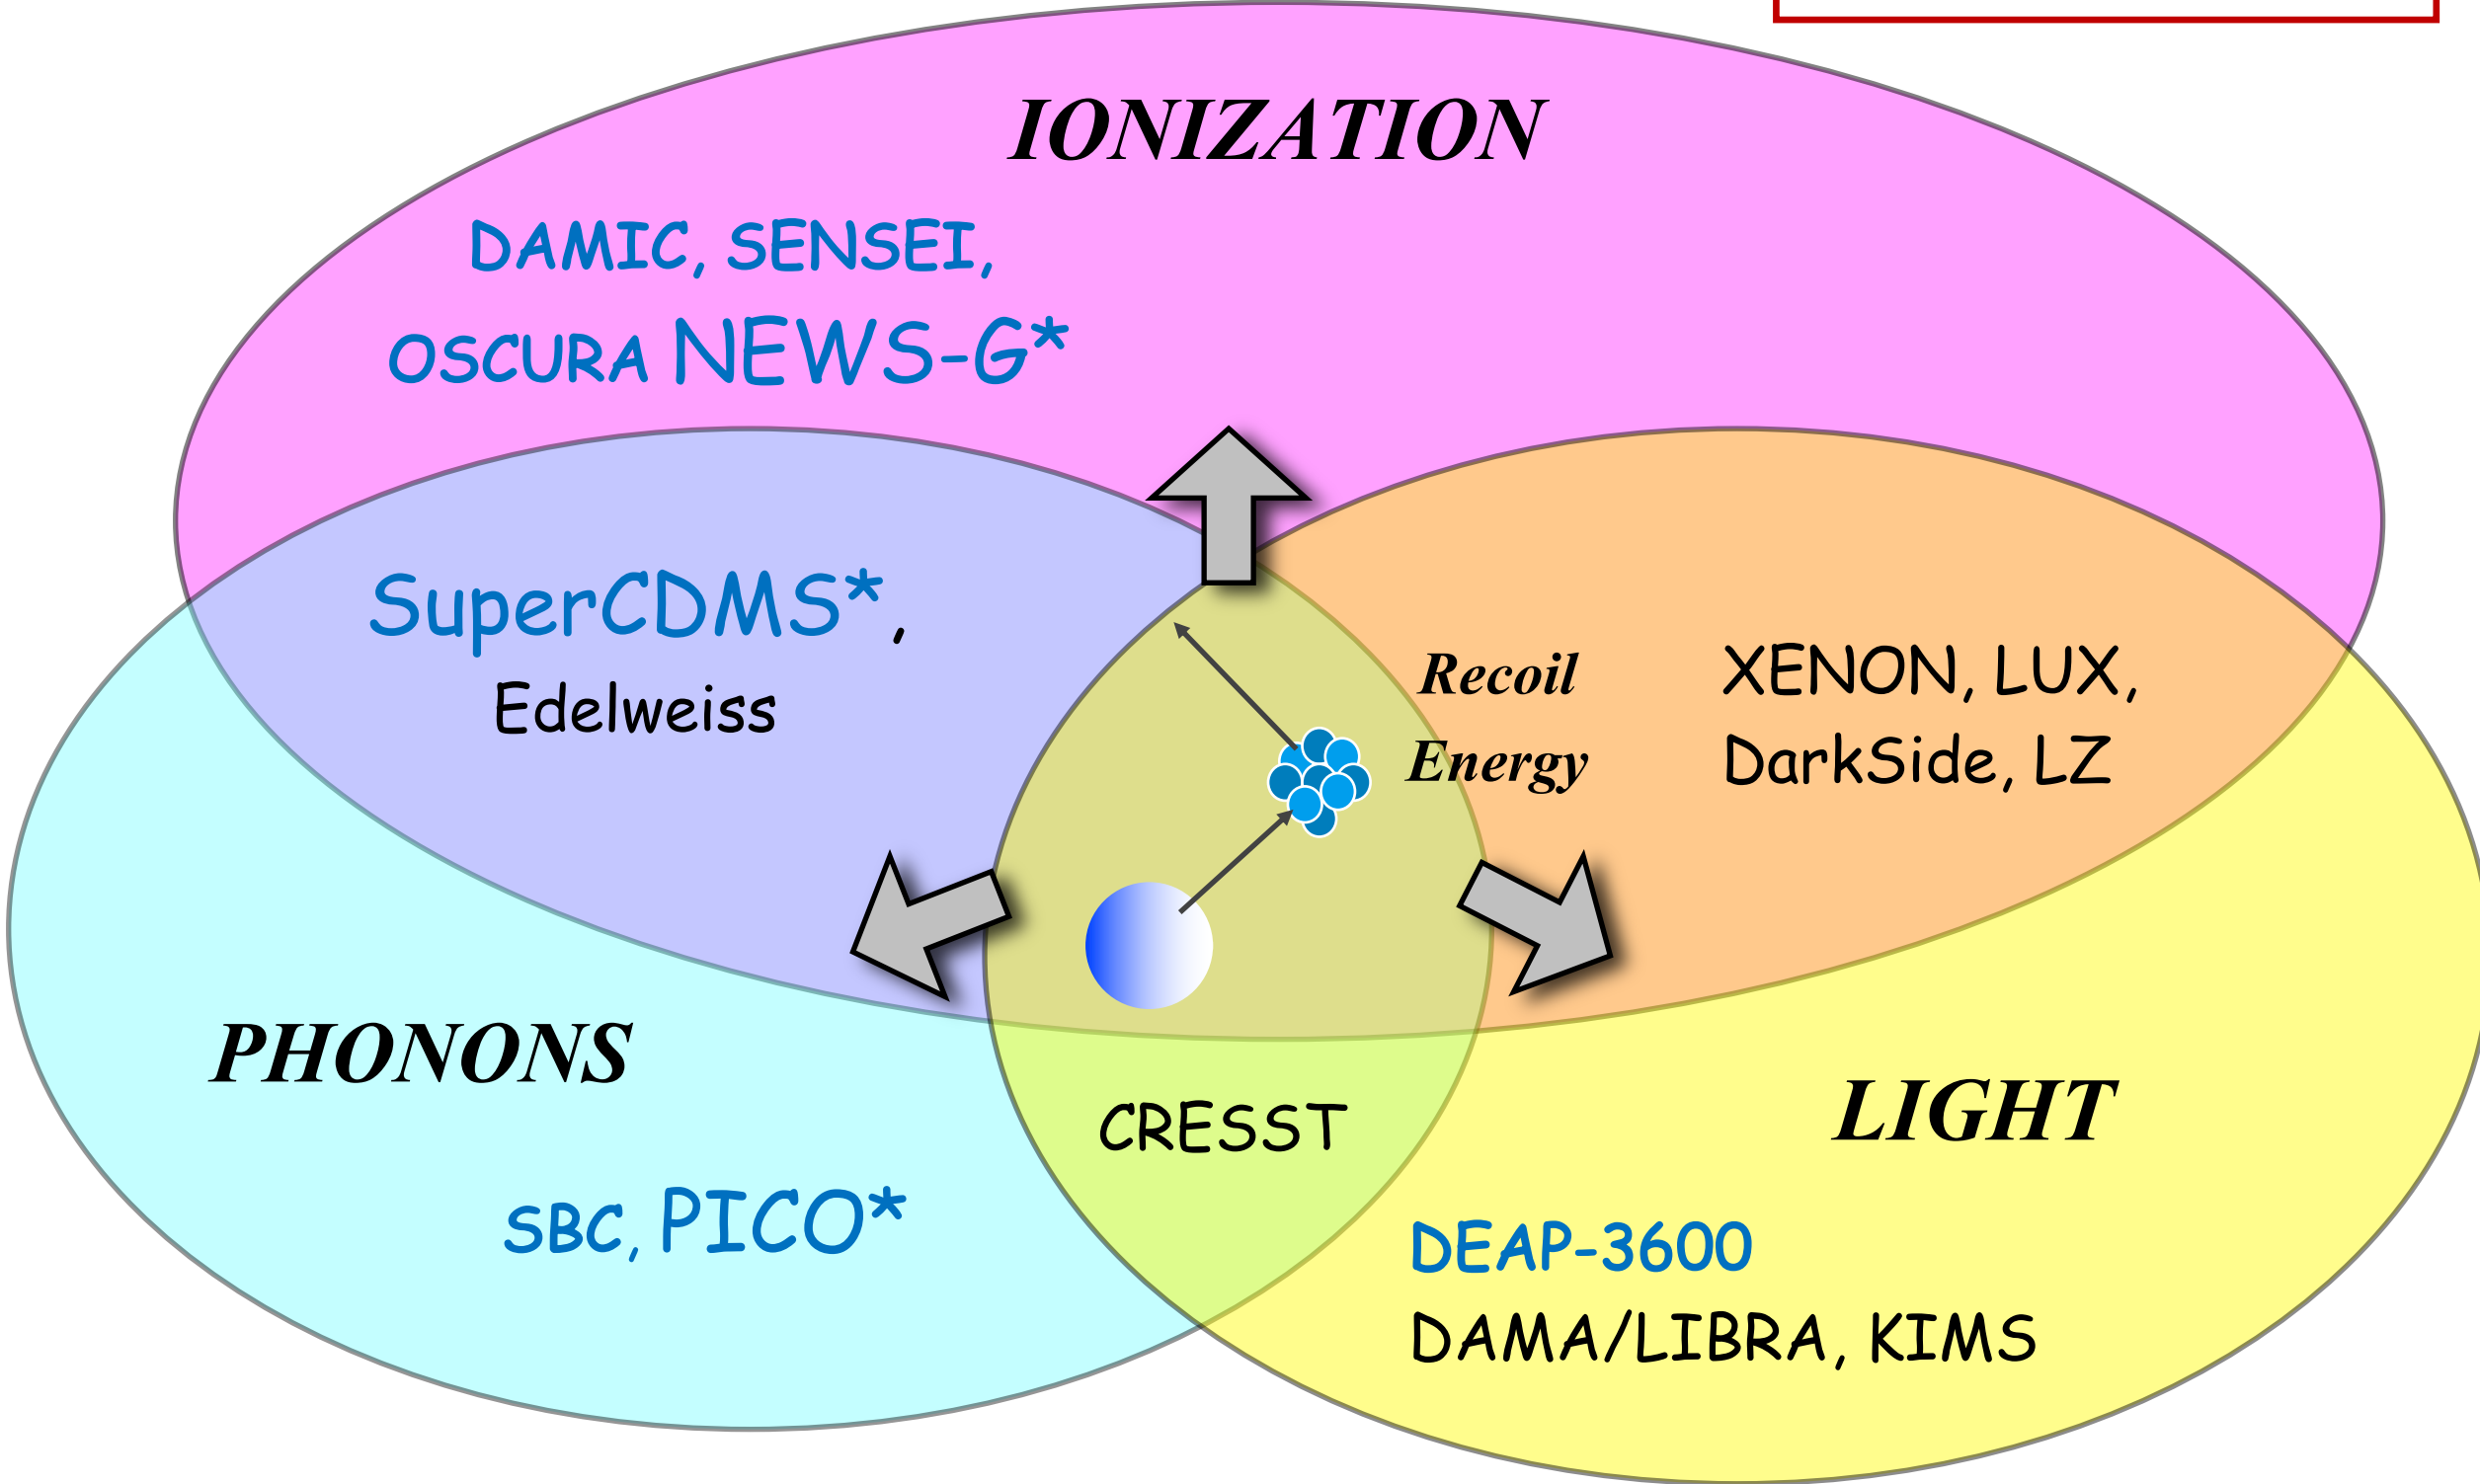 IONIZATION
DAMIC, SENSEI,
OSCURA NEWS-G*
SuperCDMS*,
Edelweiss
Recoil
Energy
XENON, LUX,
DarkSide, LZ
PHONONS
SBC, PICO*
CRESST
LIGHT
DEAP-3600
DAMA/LIBRA, KIMS